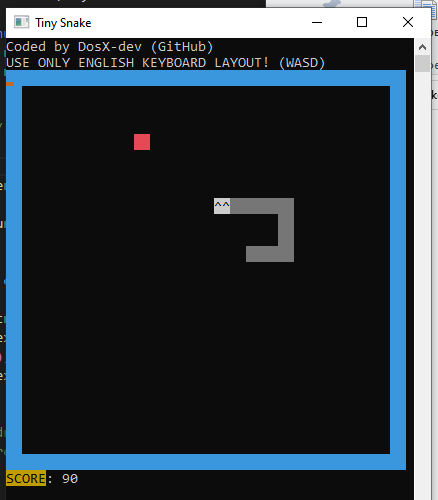 Tiny Snake
Coded by DosX-dev (GitHub)
USE ONLY ENGLISH KEYBOARD LAYOUT! (WASD)
^^
SCORE: 90